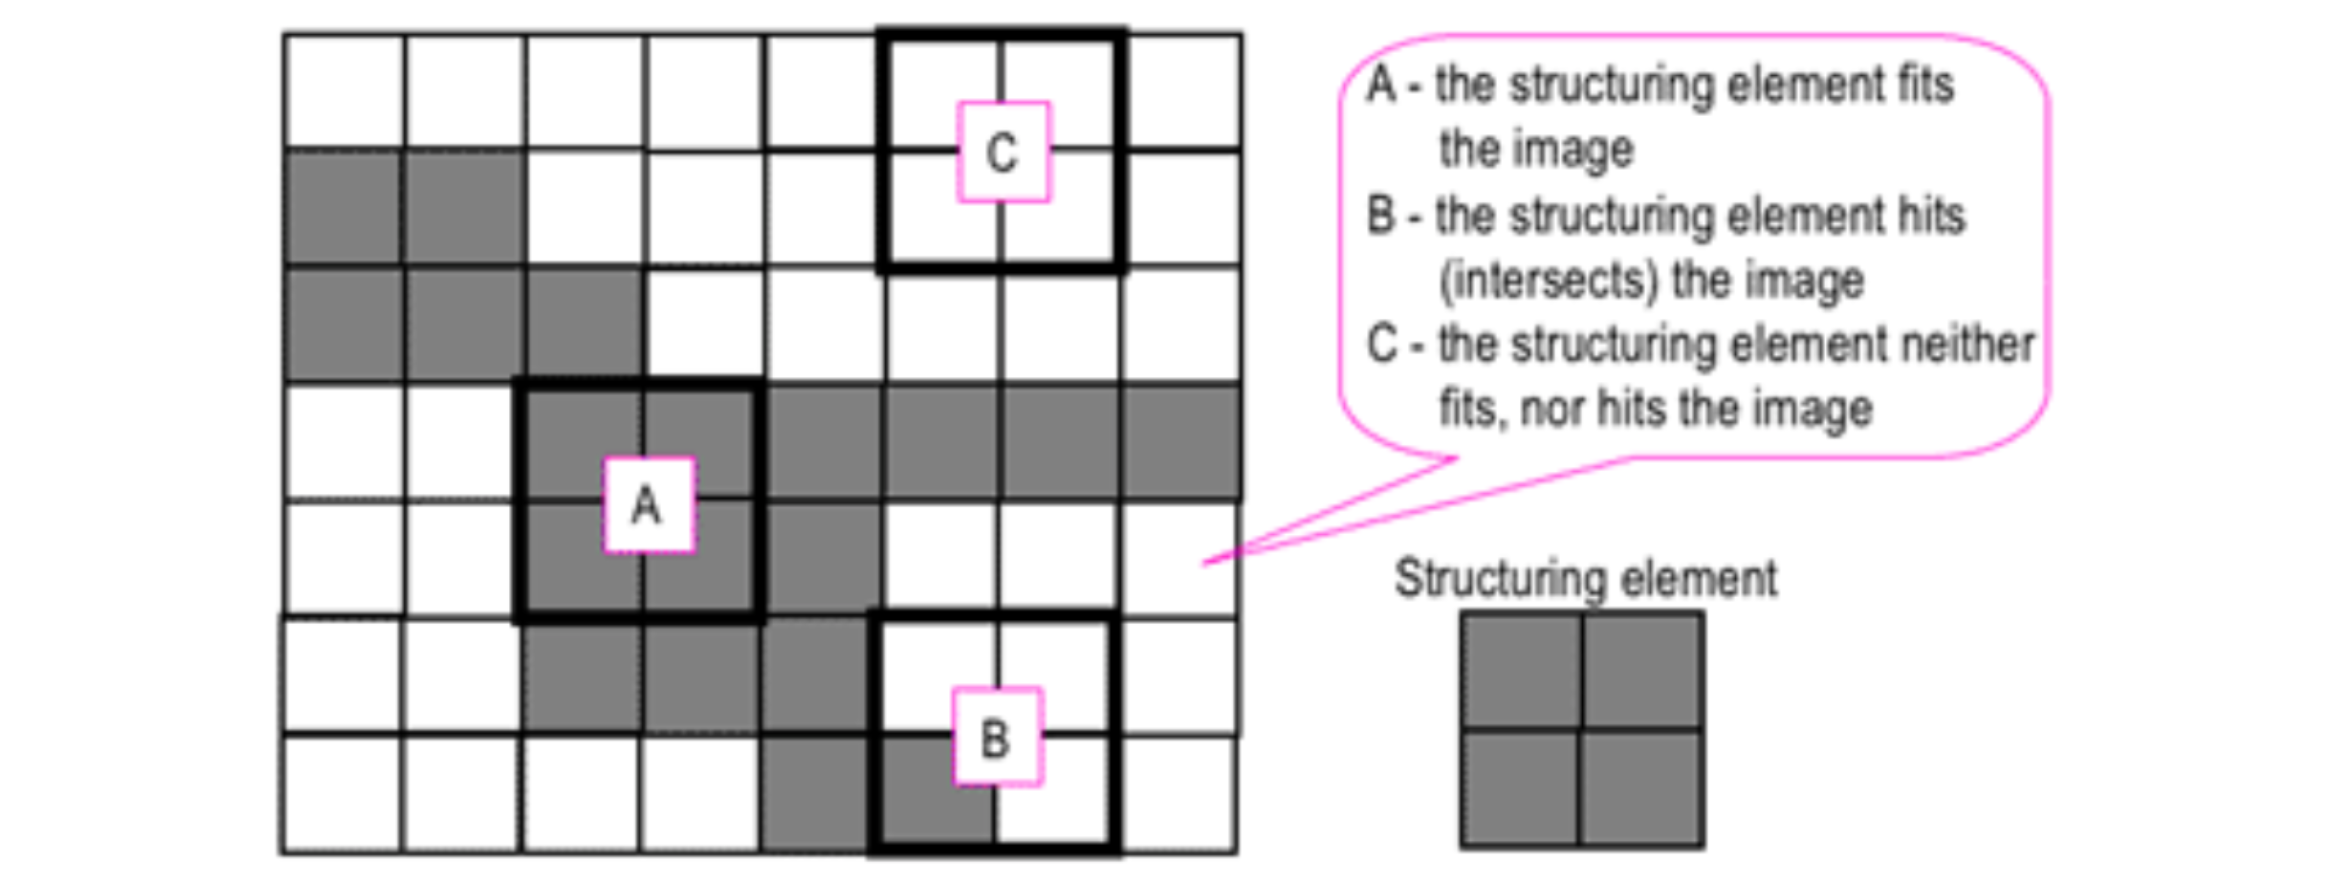 C
A - the structuring element fits
the image
B - the structuring element hits
(intersects) the image
C - the structuring element neither
fits, nor hits the image
A
Structuring element
B